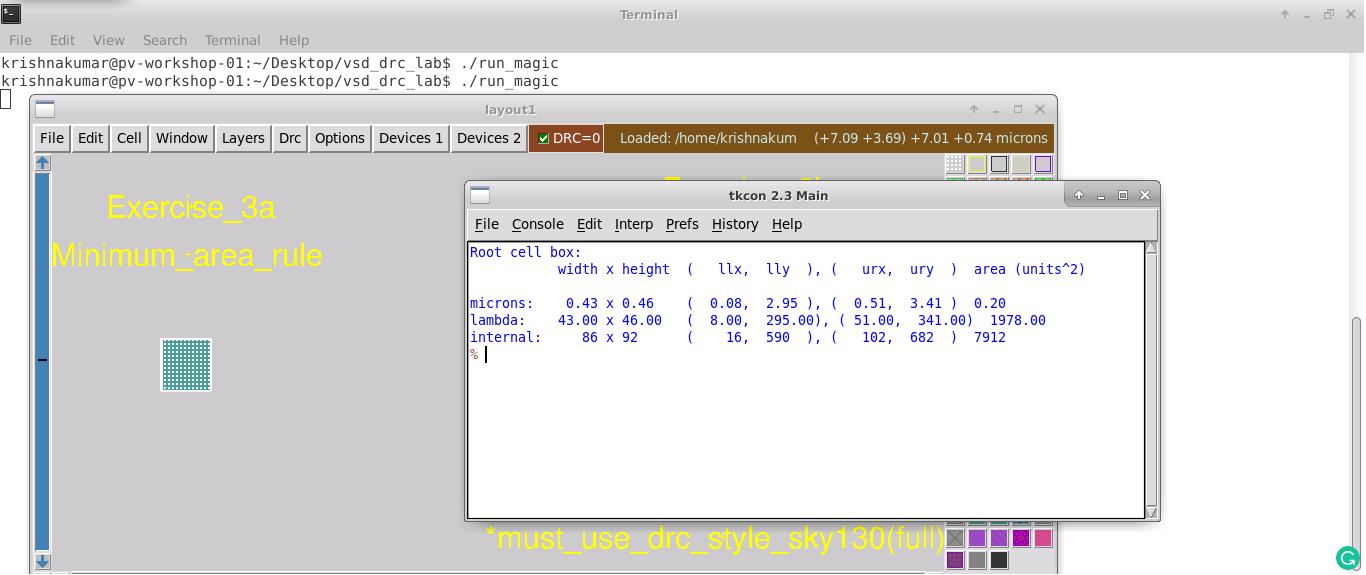 Terminal
File Edit View Search Terminal Help
krishnakumar@pv-workshop-01:~/Desktop/vsd_drc_lab$ ./run_magic
krishnakumar@pv-workshop-01:~/Desktop/vsd_drc_lab$ ./run_magic
layout1
File Edit Cell Window Layers Drc Options Devices 1 Devices 2 DRC=0 Loaded: /home/krishnakum (+7.09 +3.69) +7.01 +0.74 microns
Exercise_3a
Minimum_area_rule
tkcon 2.3 Main
File Console Edit Interp Prefs History Help
Root cell box:
width x height ( llx, lly ), ( urx, ury ) area (units^2)
microns: 0.43 x 0.46 ( 0.08, 2.95 ), ( 0.51, 3.41 ) 0.20
lambda: 43.00 x 46.00 ( 8.00, 295.00), ( 51.00, 341.00) 1978.00
internal: 86 x 92 ( 16, 590 ), ( 102, 682 ) 7912
%
*must_use_drc_style_sky130(full)